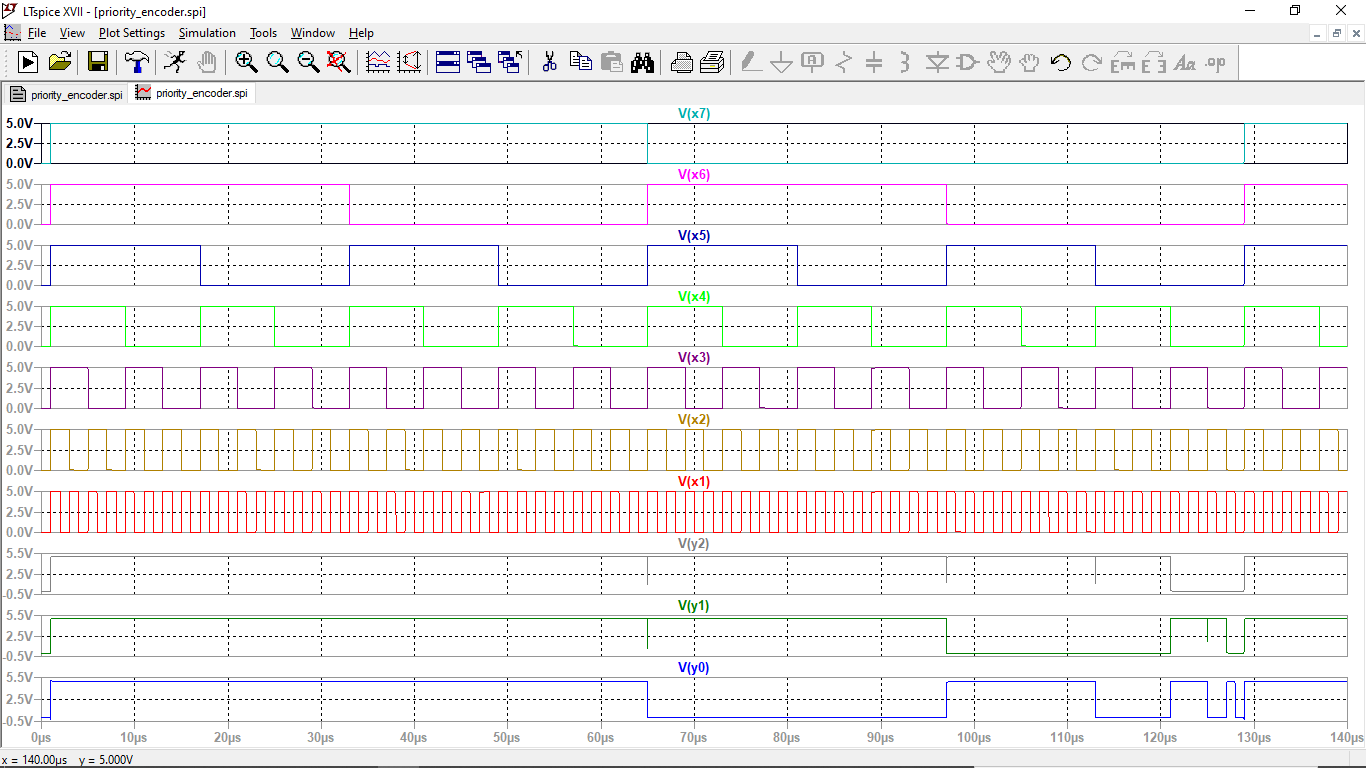 LTspice XVII - [priority_encoder.spi]
File View Plot Settings Simulation Tools Window Help
priority_encoder.spi priority_encoder.spi
V(x7)
5.0V
2.5V
0.0V
V(x6)
5.0V
2.5V
0.0V
V(x5)
5.0V
2.5V
0.0V
V(x4)
5.0V
2.5V
0.0V
V(x3)
5.0V
2.5V
0.0V
V(x2)
5.0V
2.5V
0.0V
V(x1)
5.0V
2.5V
0.0V
V(y2)
5.5V
2.5V
-0.5V
V(y1)
5.5V
2.5V
-0.5V
V(y0)
5.5V
2.5V
-0.5V
0µs 10µs 20µs 30µs 40µs 50µs 60µs 70µs 80µs 90µs 100µs 110µs 120µs 130µs 140µs
x = 140.00µs y = 5.000V